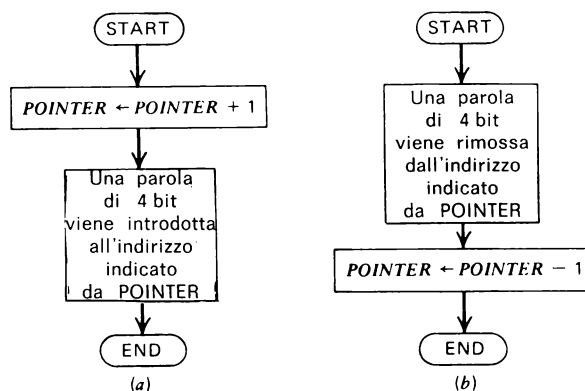 START
POINTER ← POINTER + 1
Una parola
di 4 bit
viene introdotta
all'indirizzo
indicato
da POINTER
END
(a)
START
Una parola
di 4 bit
viene rimossa
dall'indirizzo
indicato
da POINTER
POINTER ← POINTER − 1
END
(b)